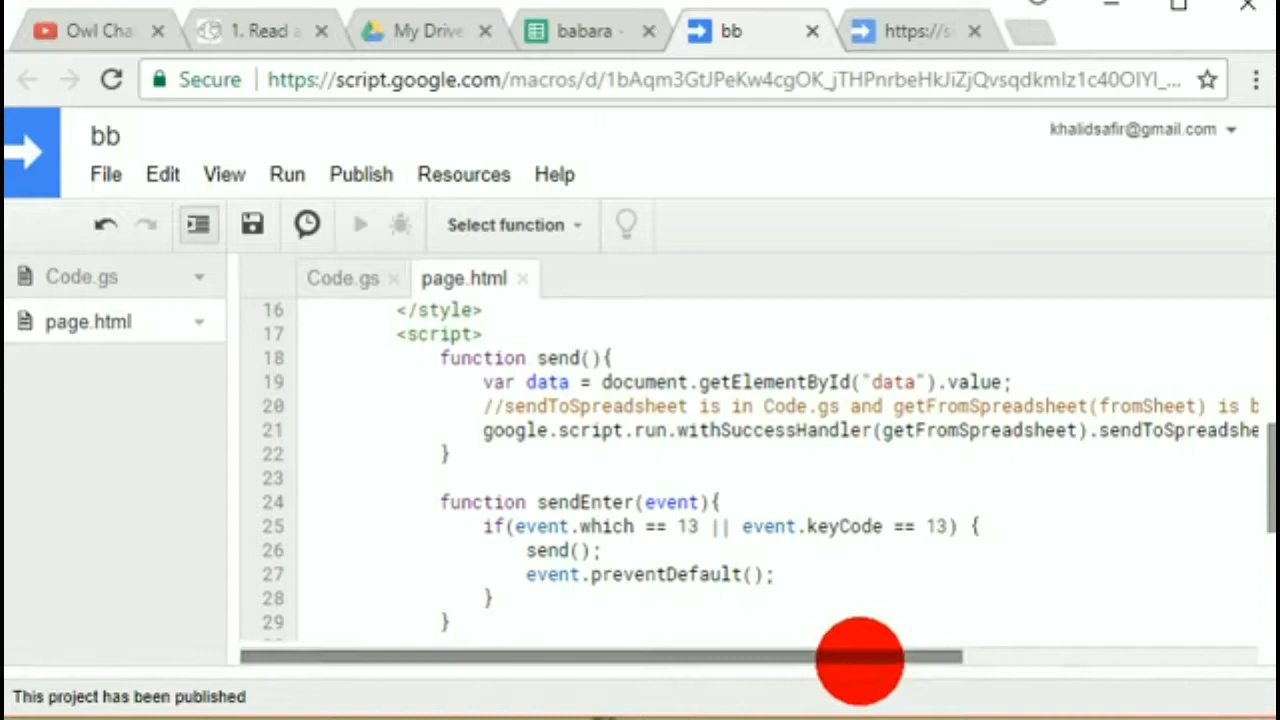 Owl Cha
1. Read a
My Drive
babara -
bb
https://s
Secure
https://script.google.com/macros/d/1bAqm3GtJPeKw4cgOK_jTHPnrbeHkJiZjQvsqdkmIz1c40OIYI_...
bb
khalidsafir@gmail.com
File Edit View Run Publish Resources Help
Select function
Code.gs
Code.gs
page.html
page.html
16 </style>
17 <script>
18 function send(){
19 var data = document.getElementById("data").value;
20 //sendToSpreadsheet is in Code.gs and getFromSpreadsheet(fromSheet) is b
21 google.script.run.withSuccessHandler(getFromSpreadsheet).sendToSpreadshe
22 }
23
24 function sendEnter(event){
25 if(event.which == 13 || event.keyCode == 13) {
26 send();
27 event.preventDefault();
28 }
29 }
This project has been published